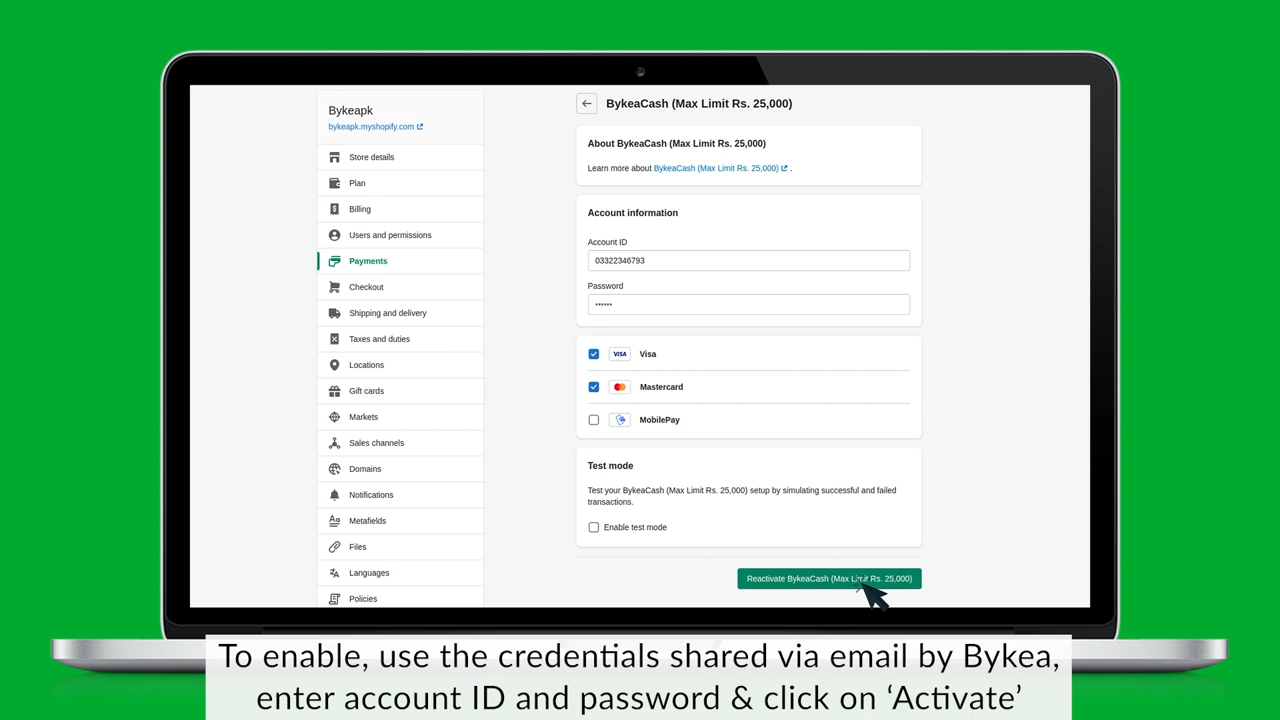 Bykeapk
bykeapk.myshopify.com
Store details
Plan
Billing
Users and permissions
Payments
Checkout
Shipping and delivery
Taxes and duties
Locations
Gift cards
Markets
Sales channels
Domains
Notifications
Metafields
Files
Languages
Policies
BykeaCash (Max Limit Rs. 25,000)
About BykeaCash (Max Limit Rs. 25,000)
Learn more about BykeaCash (Max Limit Rs. 25,000) .
Account information
Account ID
03322346793
Password
••••••
VISA Visa
Mastercard
MobilePay
Test mode
Test your BykeaCash (Max Limit Rs. 25,000) setup by simulating successful and failed
transactions.
Enable test mode
Reactivate BykeaCash (Max Limit Rs. 25,000)
To enable, use the credentials shared via email by Bykea,
enter account ID and password & click on ‘Activate’